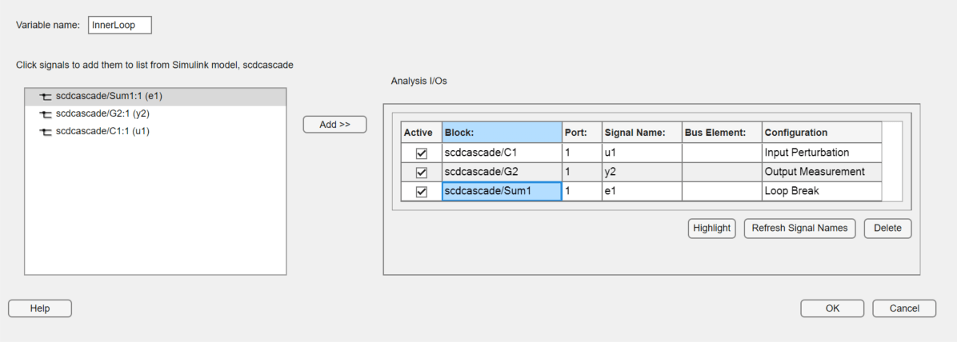 Variable name: InnerLoop
Click signals to add them to list from Simulink model, scdcascade
scdcascade/Sum1:1 (e1)
scdcascade/G2:1 (y2)
scdcascade/C1:1 (u1)
Add >>
Analysis I/Os
Active Block: Port: Signal Name: Bus Element: Configuration
scdcascade/C1 1 u1 Input Perturbation
scdcascade/G2 1 y2 Output Measurement
scdcascade/Sum1 1 e1 Loop Break
Highlight Refresh Signal Names Delete
Help OK Cancel